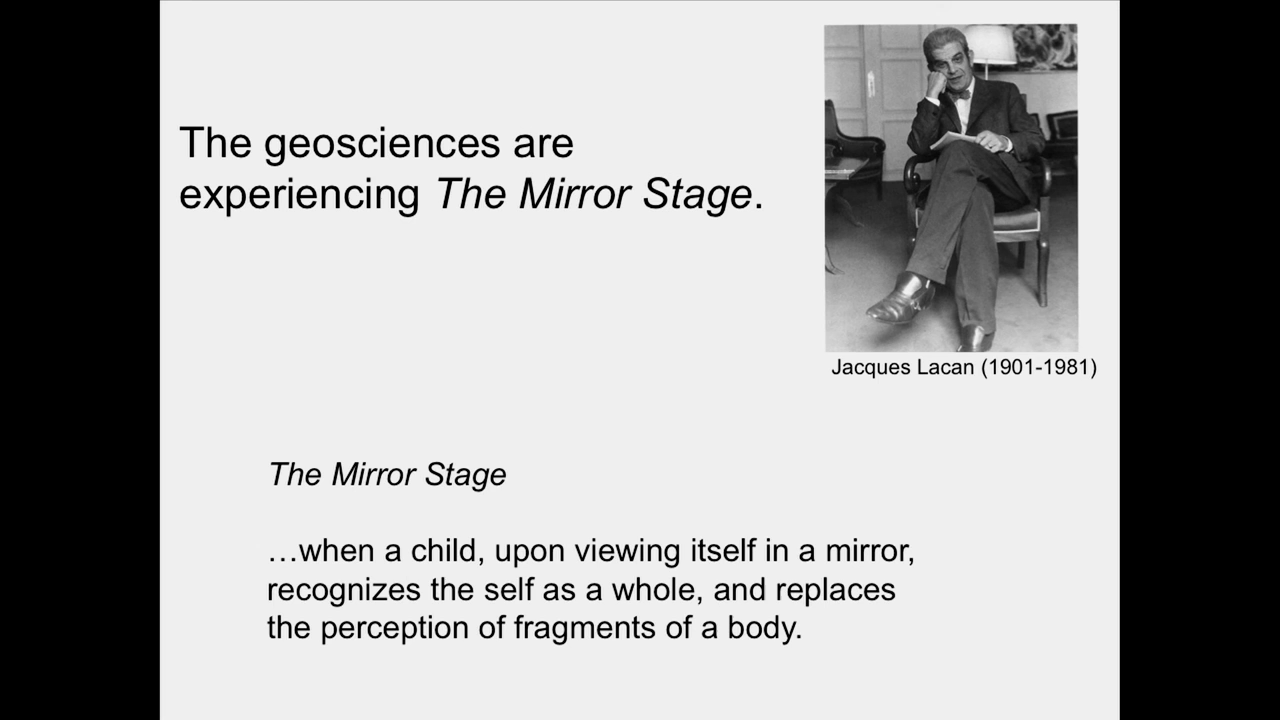 The geosciences are
experiencing The Mirror Stage.
Jacques Lacan (1901-1981)
The Mirror Stage
…when a child, upon viewing itself in a mirror,
recognizes the self as a whole, and replaces
the perception of fragments of a body.